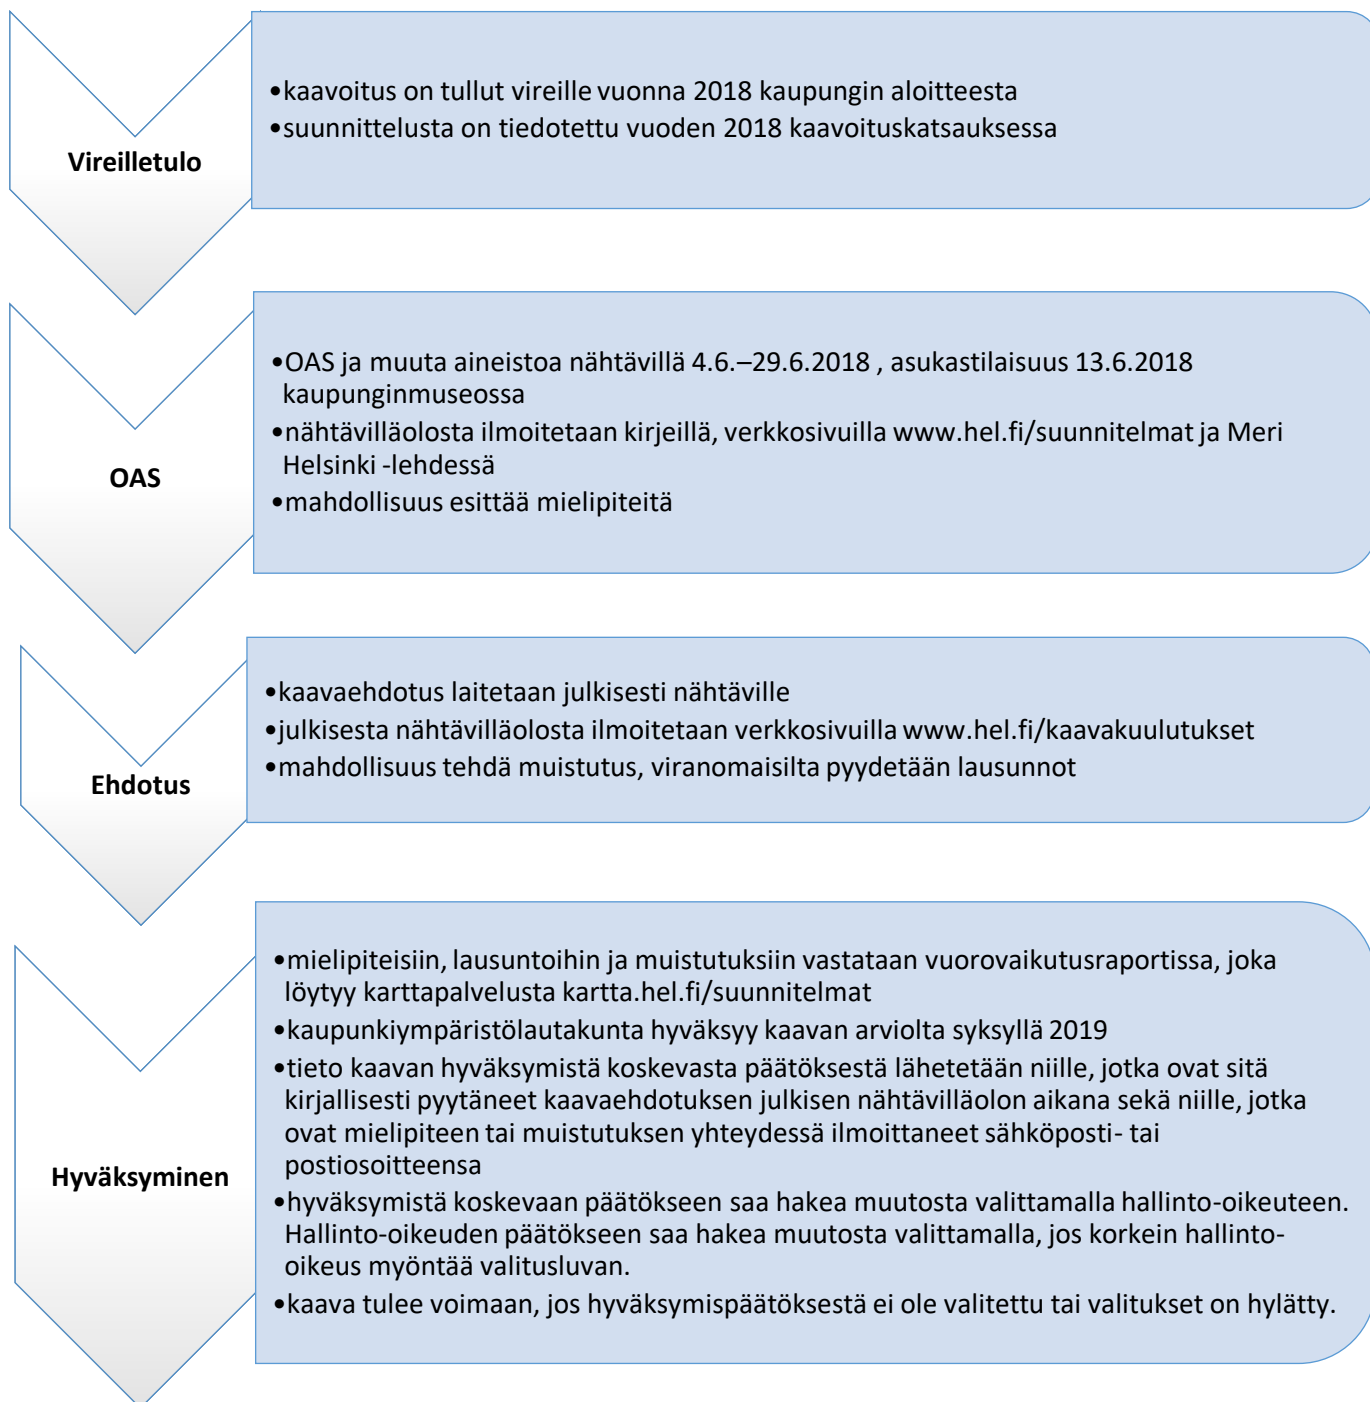 Vireilletulo
•kaavoitus on tullut vireille vuonna 2018 kaupungin aloitteesta
•suunnittelusta on tiedotettu vuoden 2018 kaavoituskatsauksessa
OAS
•OAS ja muuta aineistoa nähtävillä 4.6.–29.6.2018 , asukastilaisuus 13.6.2018
kaupunginmuseossa
•nähtävilläolosta ilmoitetaan kirjeillä, verkkosivuilla www.hel.fi/suunnitelmat ja Meri
Helsinki -lehdessä
•mahdollisuus esittää mielipiteitä
Ehdotus
•kaavaehdotus laitetaan julkisesti nähtäville
•julkisesta nähtävilläolosta ilmoitetaan verkkosivuilla www.hel.fi/kaavakuulutukset
•mahdollisuus tehdä muistutus, viranomaisilta pyydetään lausunnot
Hyväksyminen
•mielipiteisiin, lausuntoihin ja muistutuksiin vastataan vuorovaikutusraportissa, joka
löytyy karttapalvelusta kartta.hel.fi/suunnitelmat
•kaupunkiympäristölautakunta hyväksyy kaavan arviolta syksyllä 2019
•tieto kaavan hyväksymistä koskevasta päätöksestä lähetetään niille, jotka ovat sitä
kirjallisesti pyytäneet kaavaehdotuksen julkisen nähtävilläolon aikana sekä niille, jotka
ovat mielipiteen tai muistutuksen yhteydessä ilmoittaneet sähköposti- tai
postiosoitteensa
•hyväksymistä koskevaan päätökseen saa hakea muutosta valittamalla hallinto-oikeuteen.
Hallinto-oikeuden päätökseen saa hakea muutosta valittamalla, jos korkein hallinto-
oikeus myöntää valitusluvan.
•kaava tulee voimaan, jos hyväksymispäätöksestä ei ole valitettu tai valitukset on hylätty.